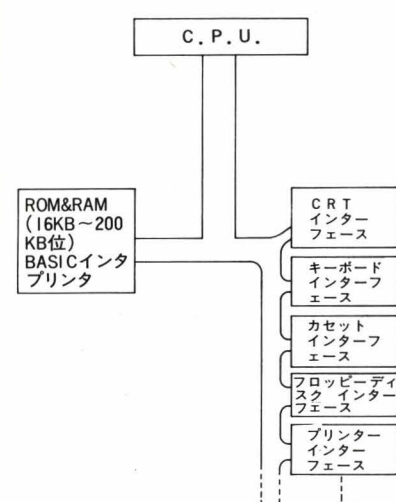 C.P.U.
ROM&RAM
(16KB～200
KB位)
BASICインタ
プリンタ
CRT
インター
フェース
キーボード
インターフ
ェース
カセット
インターフ
ェース
フロッピーディ
スク インター
フェース
プリンター
インター
フェース